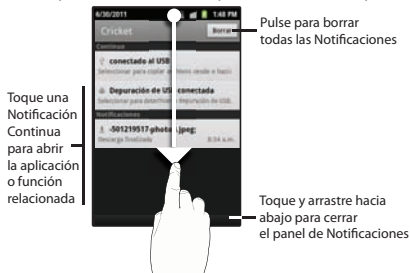 6/30/2011 1:48 PM
Cricket Borrar
Continuo
conectado al USB
Seleccionar para copiar
Menú desde o hacia
Depuración de USB conectada
Seleccionar para
depuración de USB.
Notificaciones
-501219517-photo
.jpeg;
Descarga finalizada 8:34 a.m.
Pulse para borrar
todas las Notificaciones
Toque una
Notificación
Continua
para abrir
la aplicación
o función
relacionada
Toque y arrastre hacia
abajo para cerrar
el panel de Notificaciones